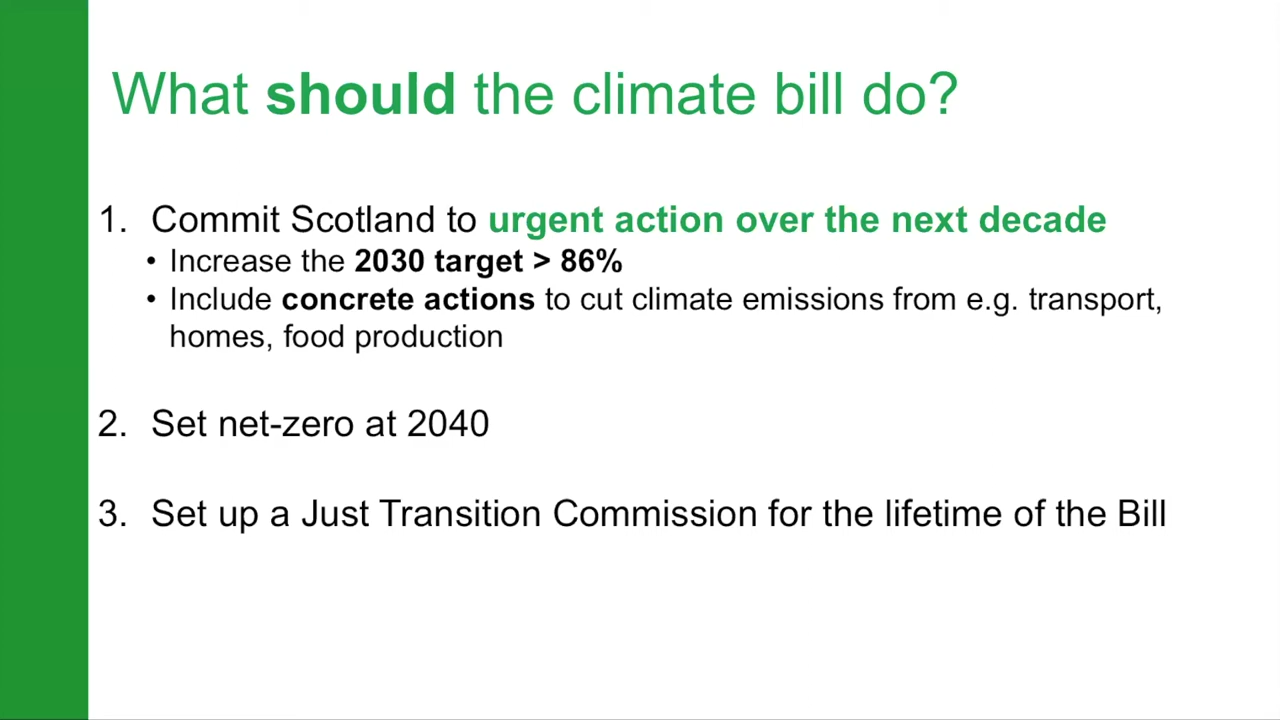 What should the climate bill do?
1. Commit Scotland to urgent action over the next decade
• Increase the 2030 target > 86%
• Include concrete actions to cut climate emissions from e.g. transport,
homes, food production
2. Set net-zero at 2040
3. Set up a Just Transition Commission for the lifetime of the Bill